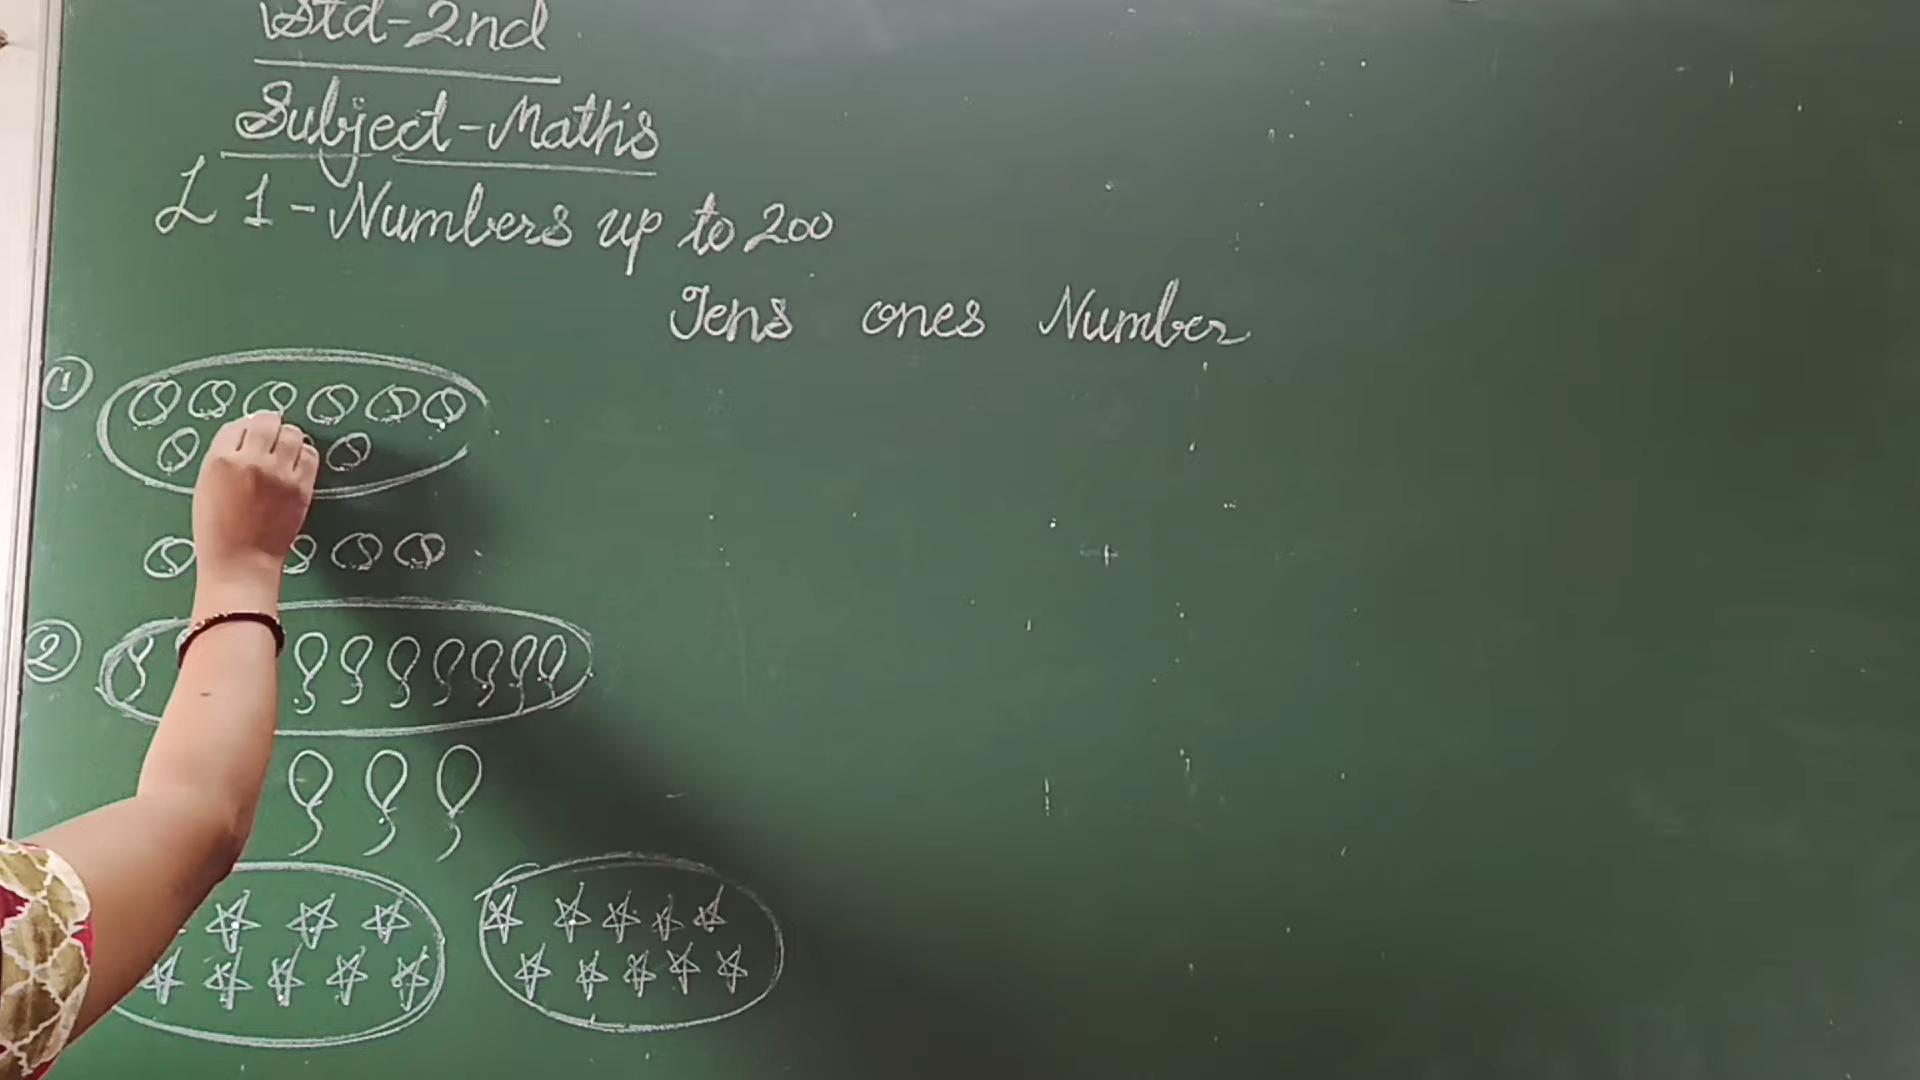 Std-2nd
Subject-Maths
L 1-Numbers up to 200
Tens ones Number
1
2